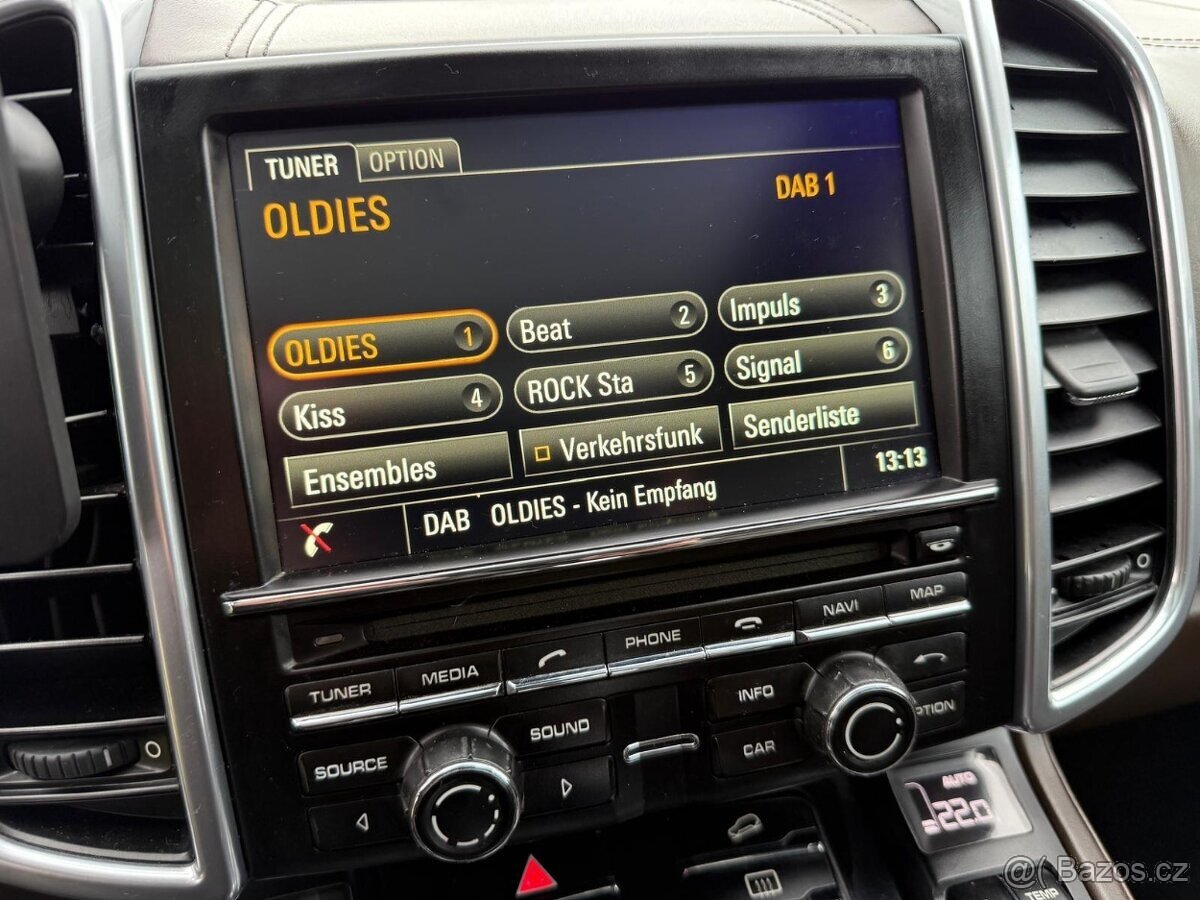 TUNER OPTION
OLDIES
DAB 1
OLDIES 1
Beat 2
Impuls 3
Kiss 4
ROCK Sta 5
Signal 6
Ensembles
Verkehrsfunk
Senderliste
DAB OLDIES - Kein Empfang
13:13
TUNER MEDIA PHONE NAVI MAP
SOURCE SOUND INFO
CAR
PTION
AUTO
22.0
TEMP
@( Bazos.cz